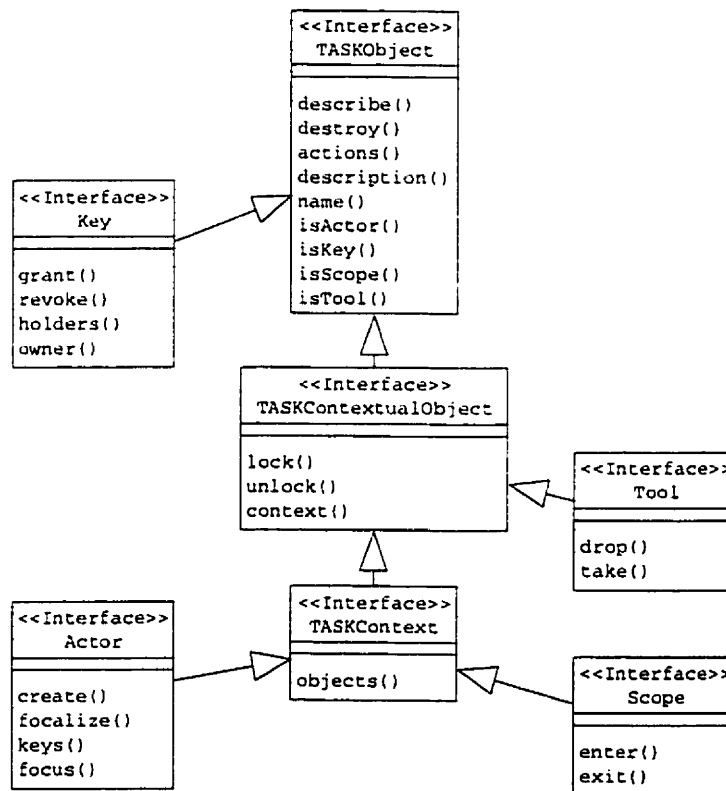 <<Interface>>
TASKObject
describe()
destroy()
actions()
description()
name()
isActor()
isKey()
isScope()
isTool()
<<Interface>>
Key
grant()
revoke()
holders()
owner()
<<Interface>>
TASKContextualObject
lock()
unlock()
context()
<<Interface>>
Tool
drop()
take()
<<Interface>>
Actor
create()
focalize()
keys()
focus()
<<Interface>>
TASKContext
objects()
<<Interface>>
Scope
enter()
exit()